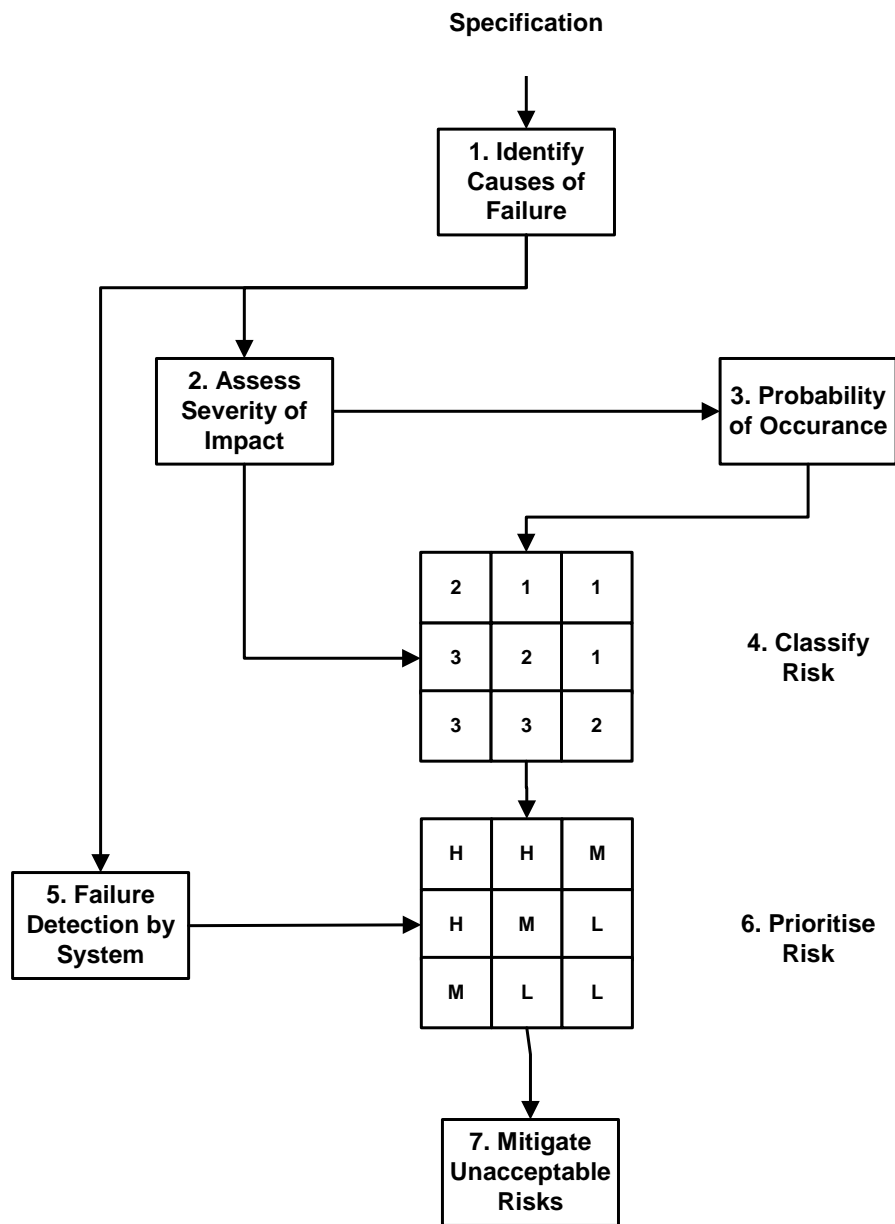 Specification
1. Identify
Causes of
Failure
2. Assess
Severity of
Impact
3. Probability
of Occurance
2 1 1
3 2 1
3 3 2
4. Classify
Risk
H H M
H M L
M L L
5. Failure
Detection by
System
6. Prioritise
Risk
7. Mitigate
Unacceptable
Risks